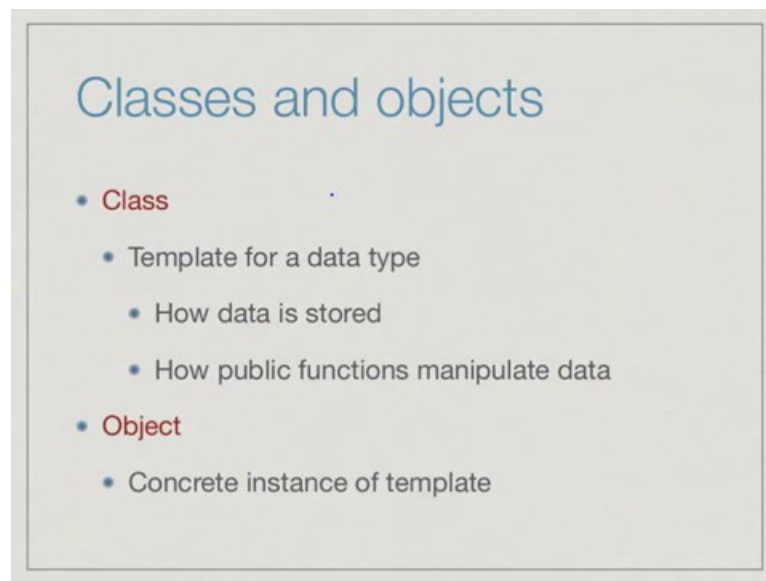 Classes and objects
Class
Template for a data type
How data is stored
How public functions manipulate data
Object
Concrete instance of template